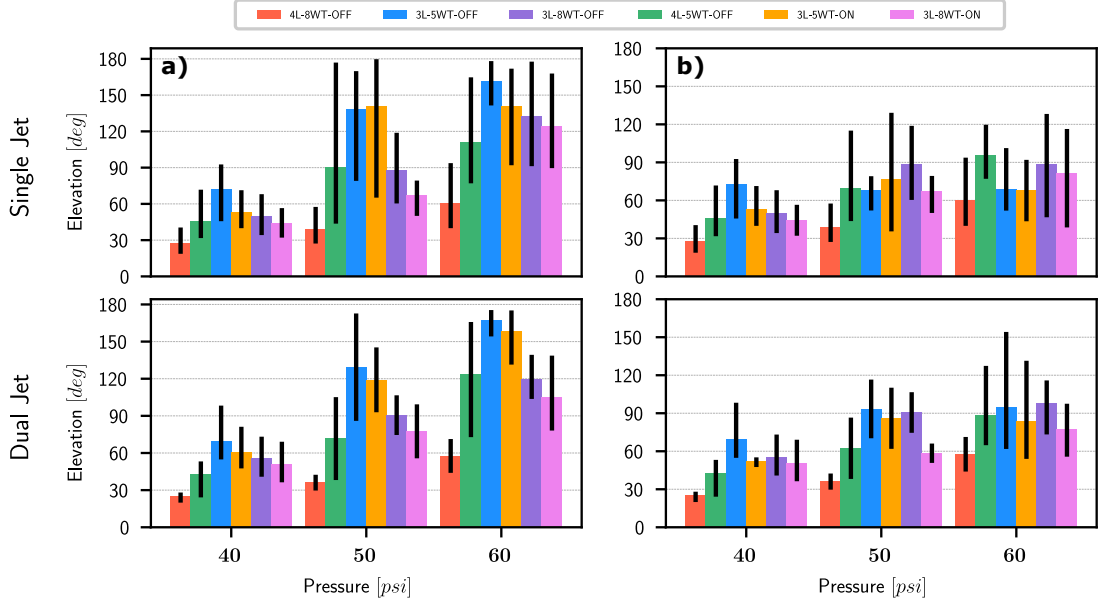 4L-8WT-OFF 3L-5WT-OFF 3L-8WT-OFF 4L-5WT-OFF 3L-5WT-ON 3L-8WT-ON
a)
b)
Single Jet
Elevation [deg]
180
150
120
90
60
30
0
180
150
120
90
60
30
0
Dual Jet
Elevation [deg]
180
150
120
90
60
30
0
180
150
120
90
60
30
0
40 50 60
40 50 60
Pressure [psi]
Pressure [psi]